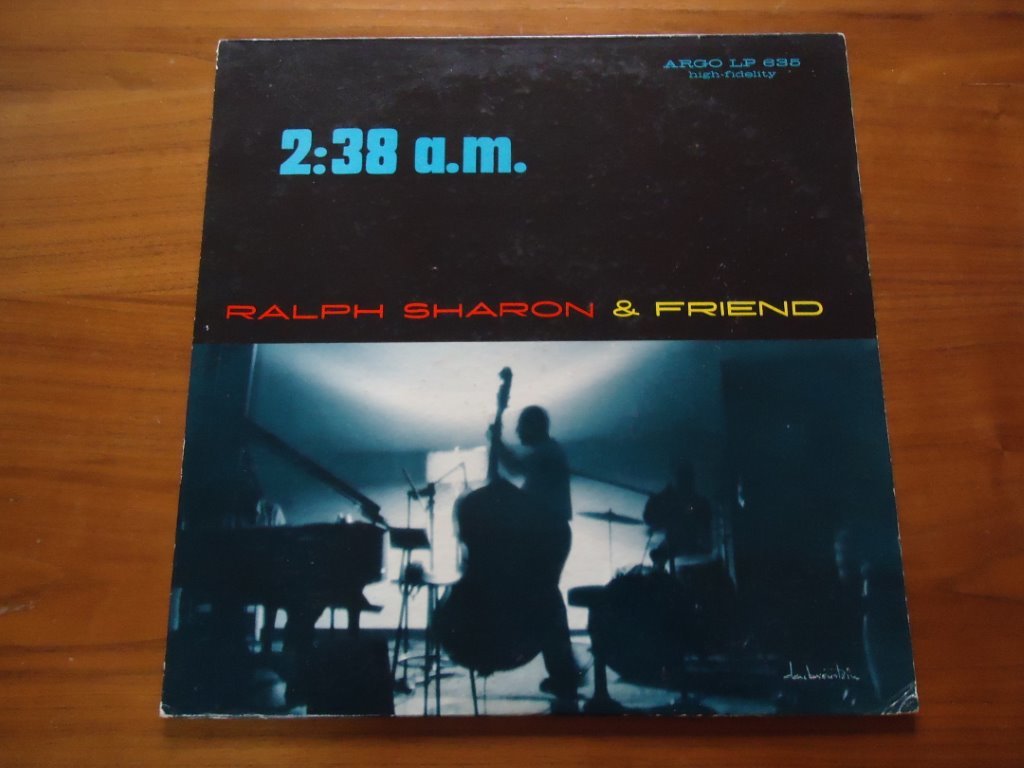 ARGO LP 635
high-fidelity
2:38 a.m.
RALPH SHARON & FRIEND